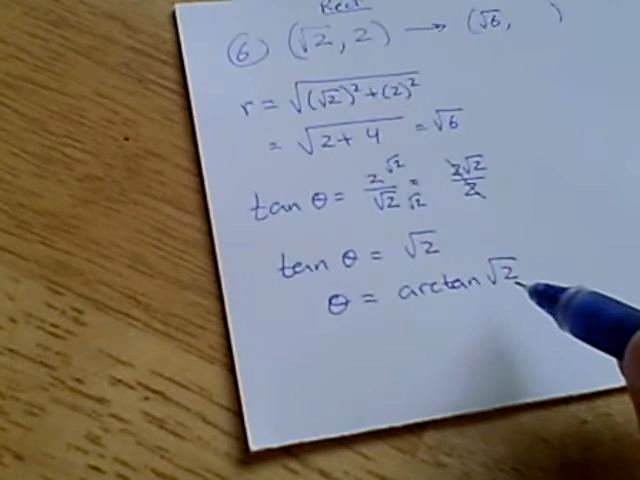 Rect
⑥ (√2, 2) → (√6, )
r = √((√2)² + (2)²)
= √(2 + 4) = √6
tan θ = 2/√2 √2/√2 = 2√2/2
tan θ = √2
θ = arctan √2